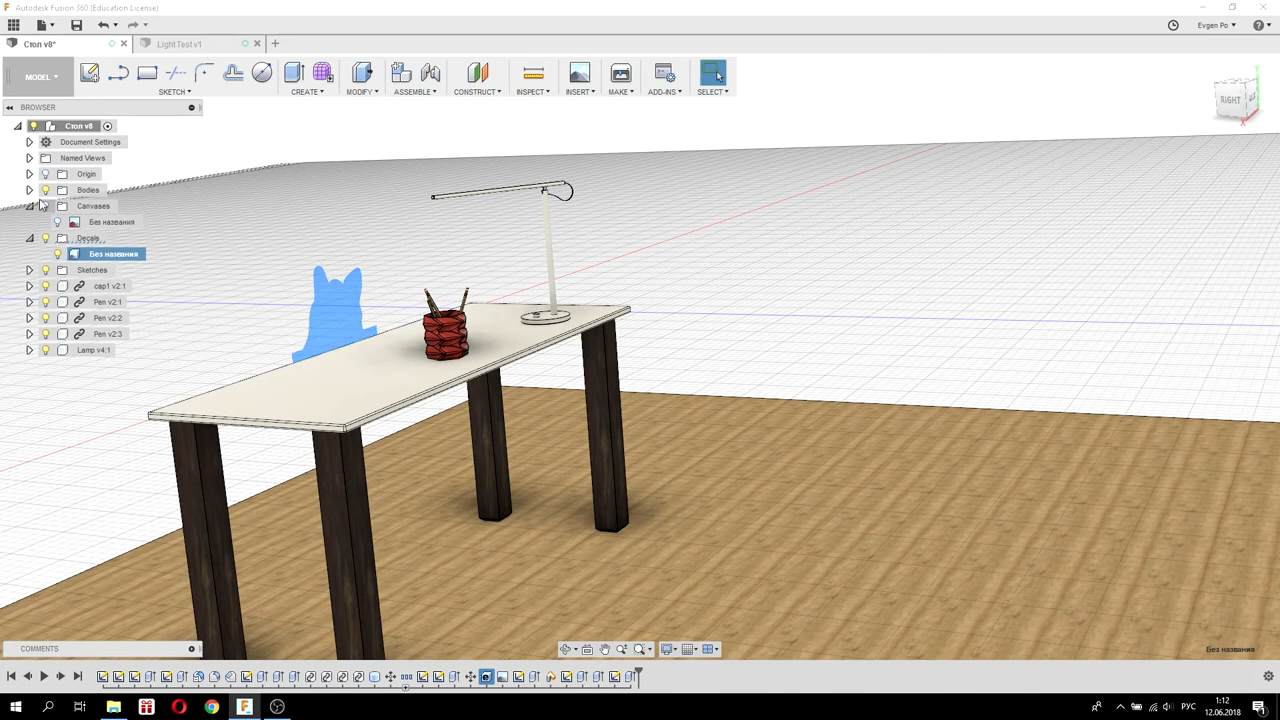 Autodesk Fusion 360 (Education License)
Evgen Po
Стол v8*
LightTest v1
MODEL
SKETCH
CREATE
MODIFY
ASSEMBLE
CONSTRUCT
INSPECT
INSERT
MAKE
ADD-INS
SELECT
BROWSER
RIGHT
Стол v8
Document Settings
Named Views
Origin
Bodies
Canvases
Без названия
Decals
Без названия
Sketches
cap1 v2:1
Pen v2:1
Pen v2:2
Pen v2:3
Lamp v4:1
COMMENTS
Без названия
РУС
1:12
12.06.2018